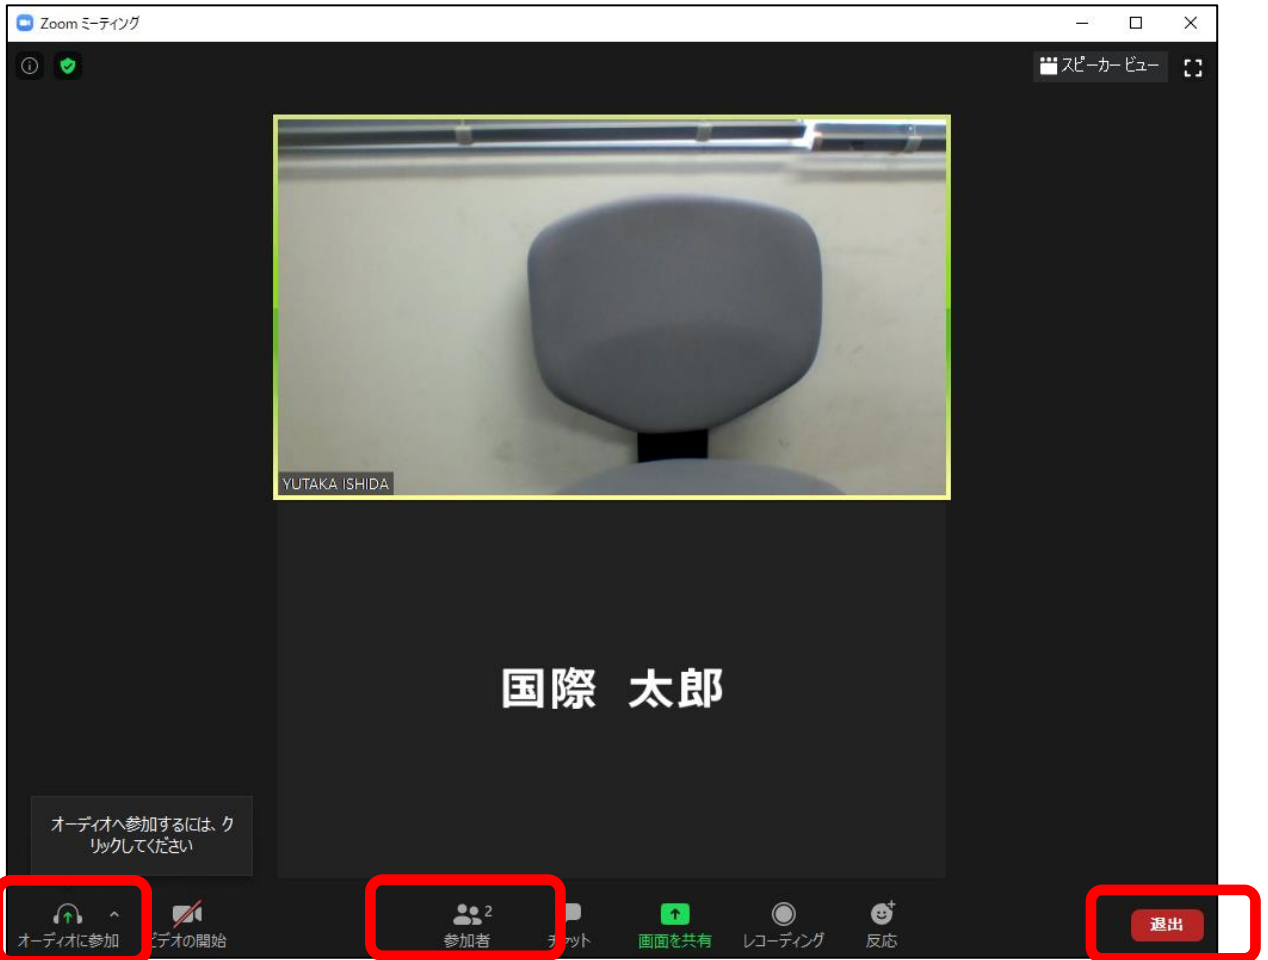 Zoom ミーティング
スピーカー ビュー
YUTAKA ISHIDA
国際 太郎
オーディオへ参加するには、ク
リックしてください
2
オーディオに参加
ビデオの開始
参加者
チャット
画面を共有
レコーディング
反応
退出